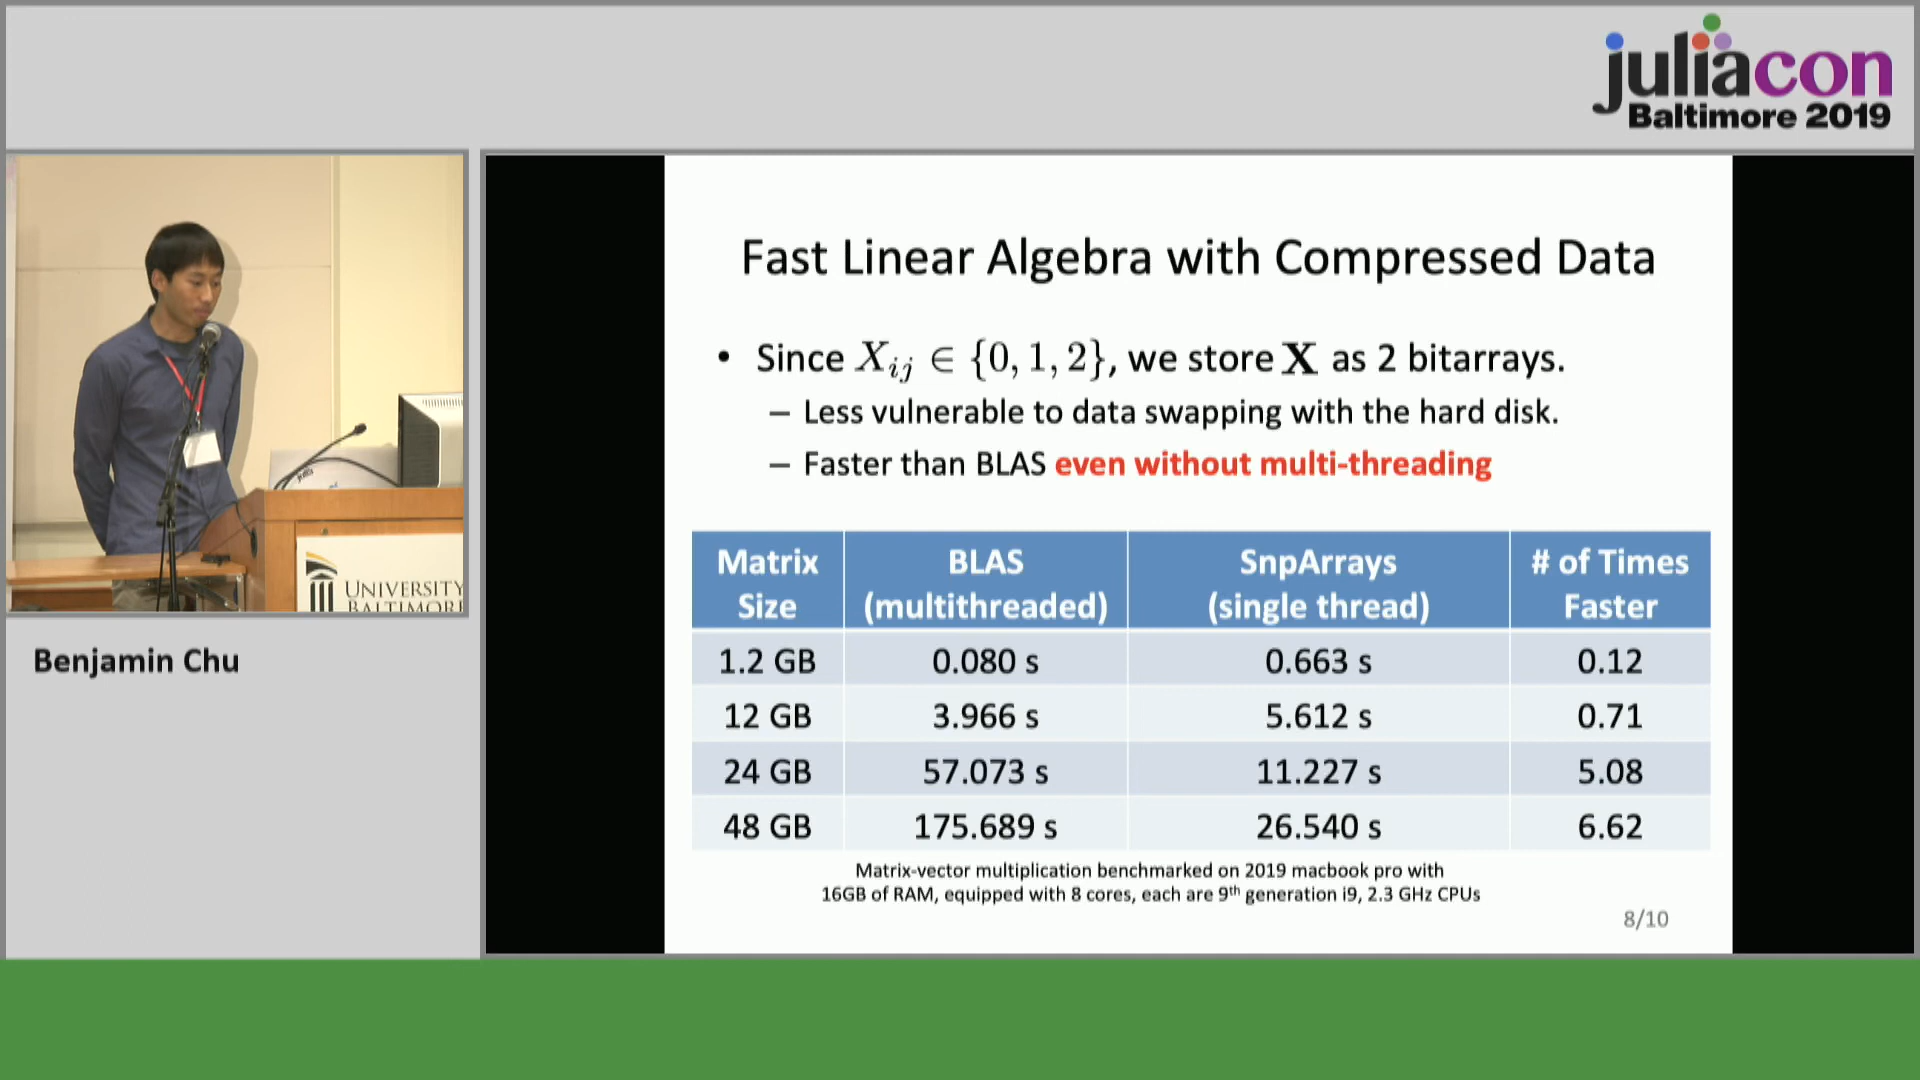 juliacon
Baltimore 2019
UNIVERSITY
BALTIMORE
Benjamin Chu
Fast Linear Algebra with Compressed Data
• Since X_{ij} ∈ {0, 1, 2}, we store X as 2 bitarrays.
– Less vulnerable to data swapping with the hard disk.
– Faster than BLAS even without multi-threading
Matrix Size | BLAS (multithreaded) | SnpArrays (single thread) | # of Times Faster
1.2 GB | 0.080 s | 0.663 s | 0.12
12 GB | 3.966 s | 5.612 s | 0.71
24 GB | 57.073 s | 11.227 s | 5.08
48 GB | 175.689 s | 26.540 s | 6.62
Matrix-vector multiplication benchmarked on 2019 macbook pro with
16GB of RAM, equipped with 8 cores, each are 9th generation i9, 2.3 GHz CPUs
8/10